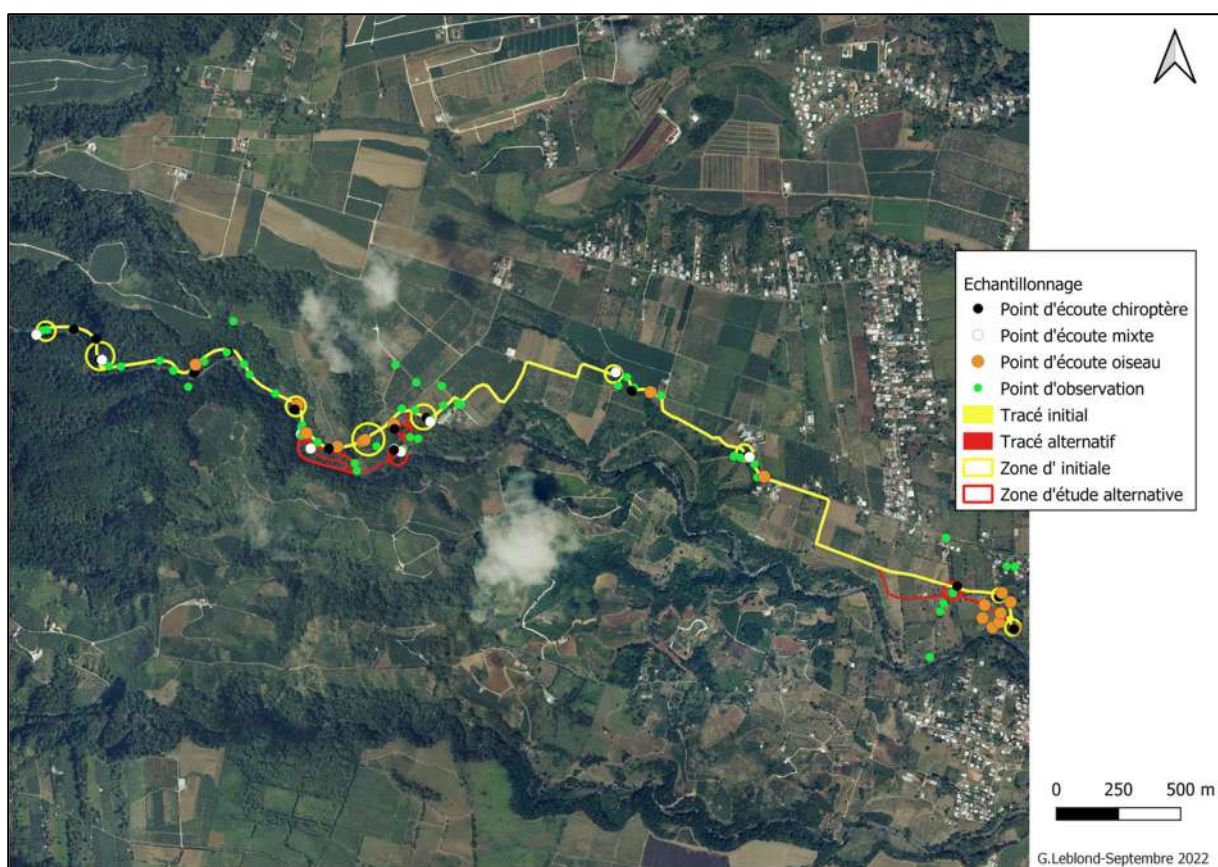 Echantillonnage
Point d'écoute chiroptère
Point d'écoute mixte
Point d'écoute oiseau
Point d'observation
Tracé initial
Tracé alternatif
Zone d' initiale
Zone d'étude alternative
0 250 500 m
G.Leblond-Septembre 2022